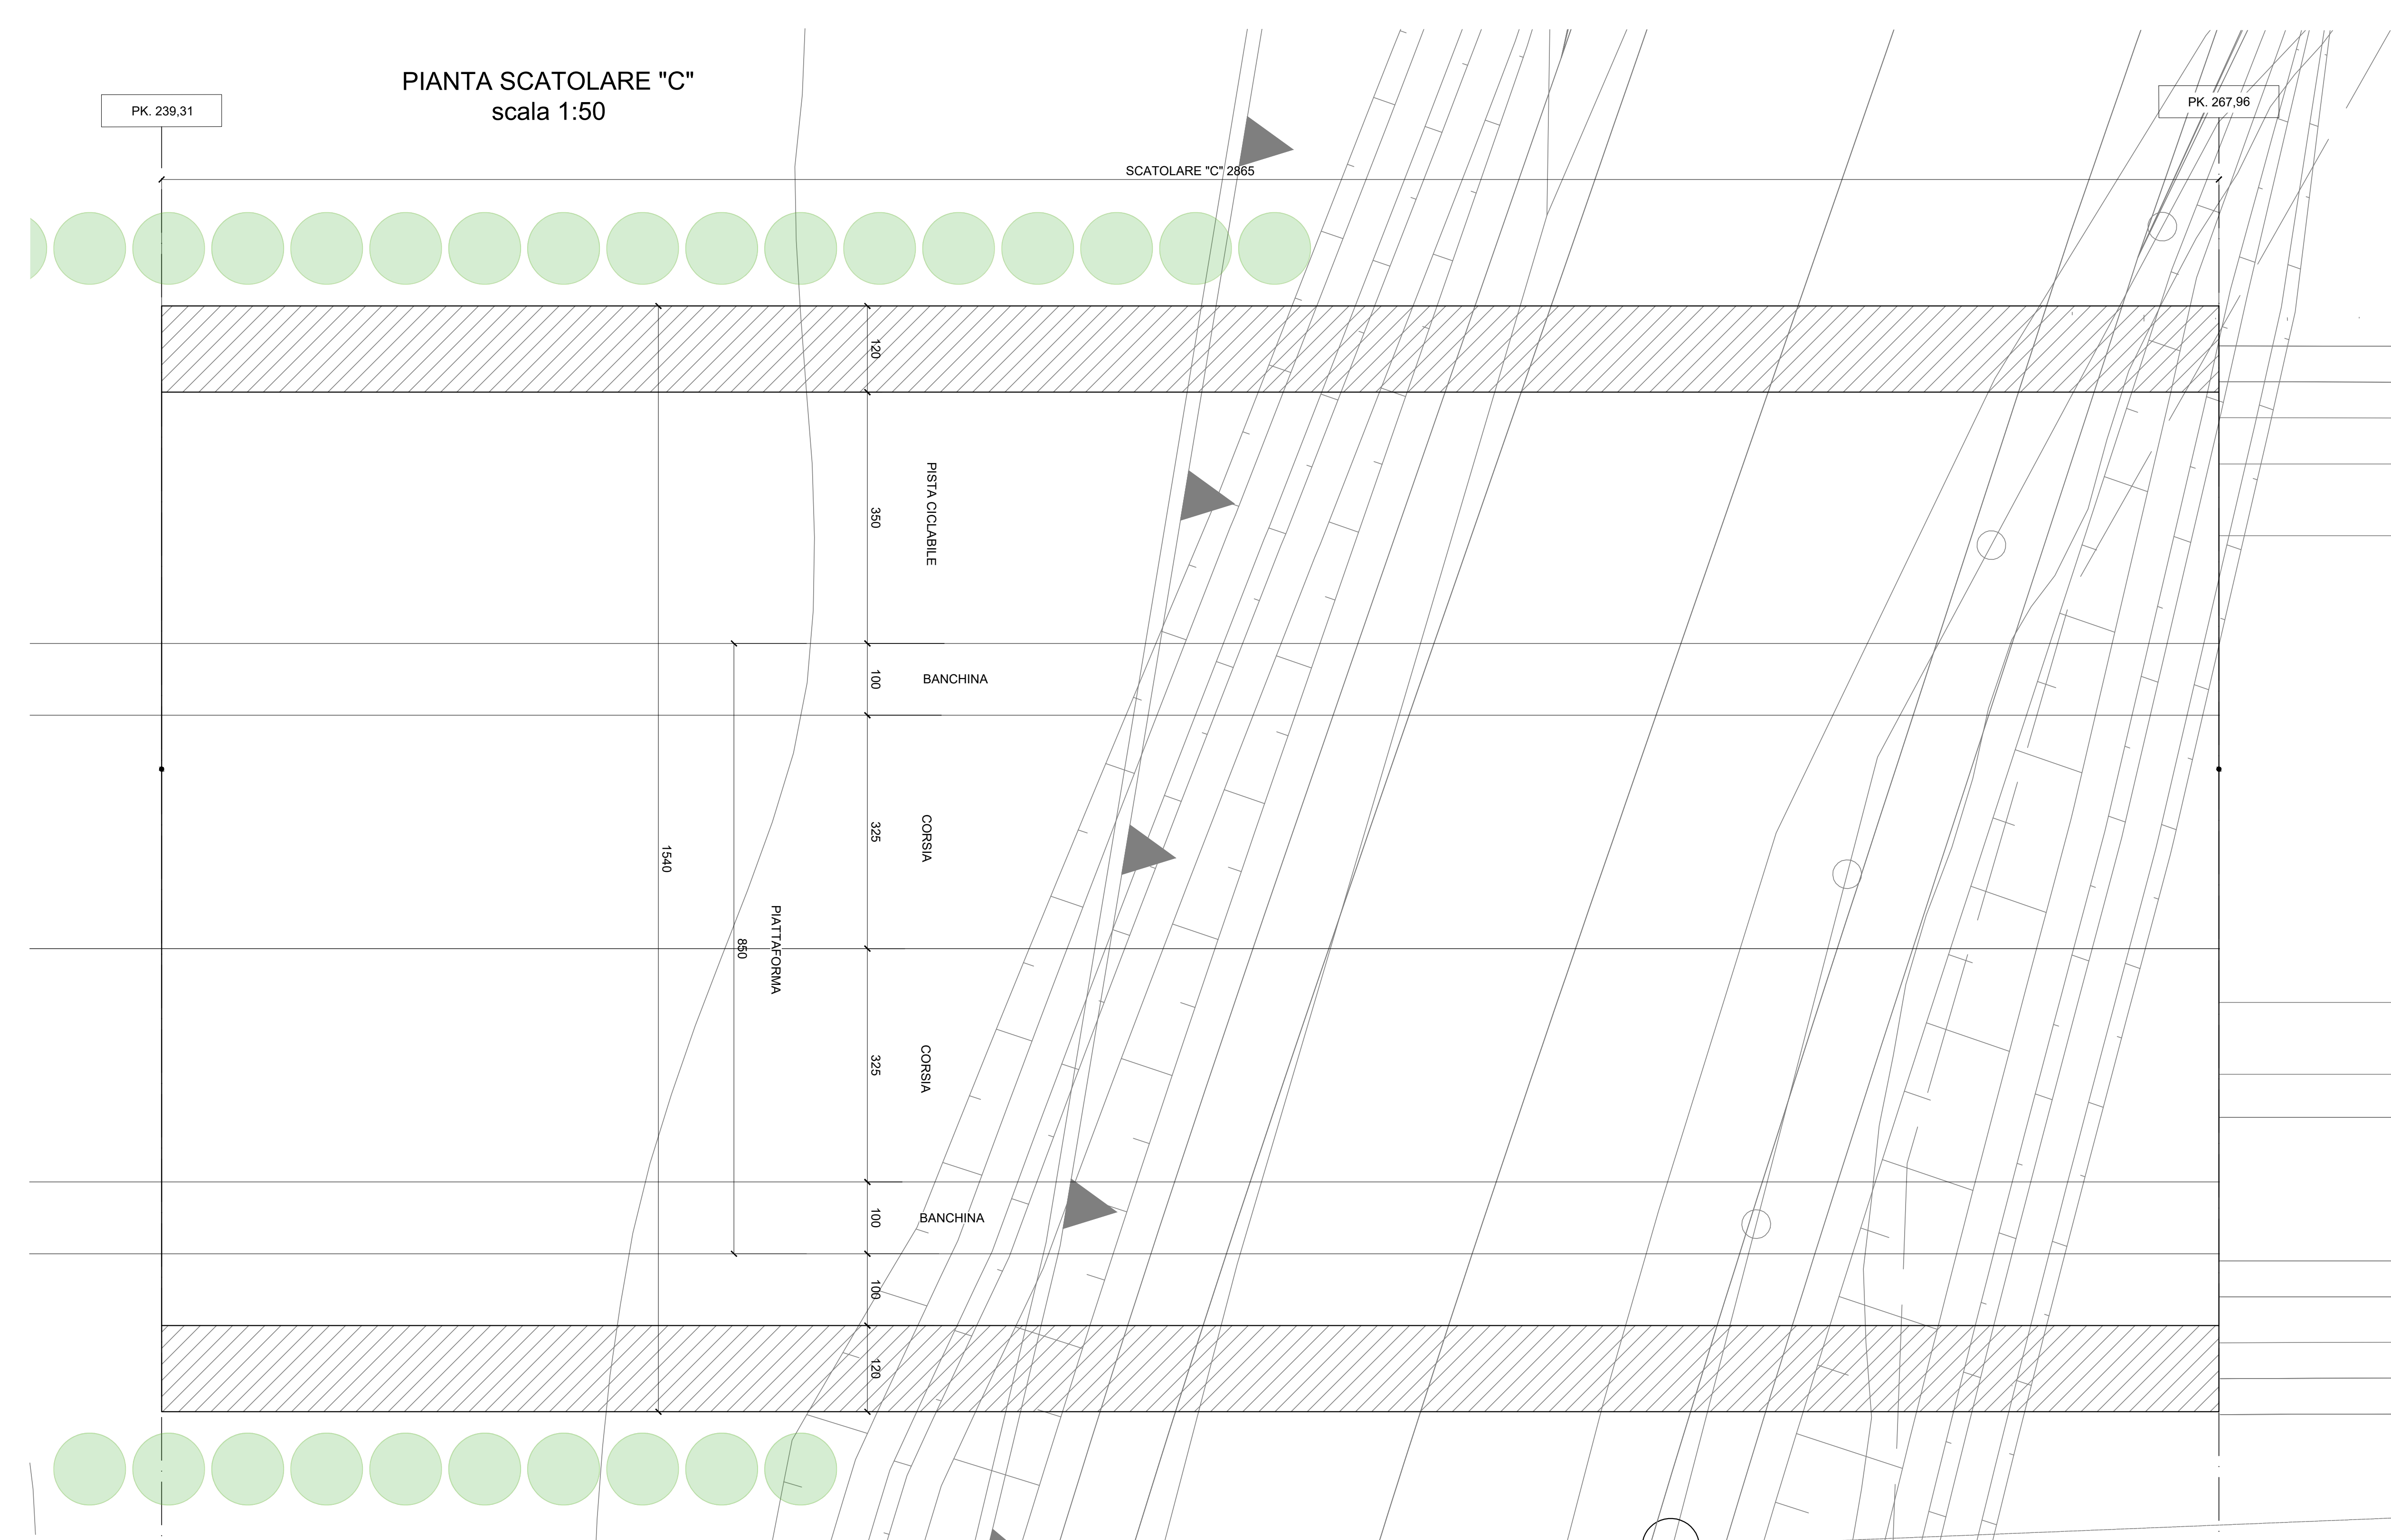 PIANTA SCATOLARE "C"
scala 1:50
PK. 239,31
PK. 267,96
SCATOLARE "C" 2865
120
350
PISTA CICLABILE
100
BANCHINA
325
CORSIA
1540
850
PIATTAFORMA
325
CORSIA
100
BANCHINA
100
120